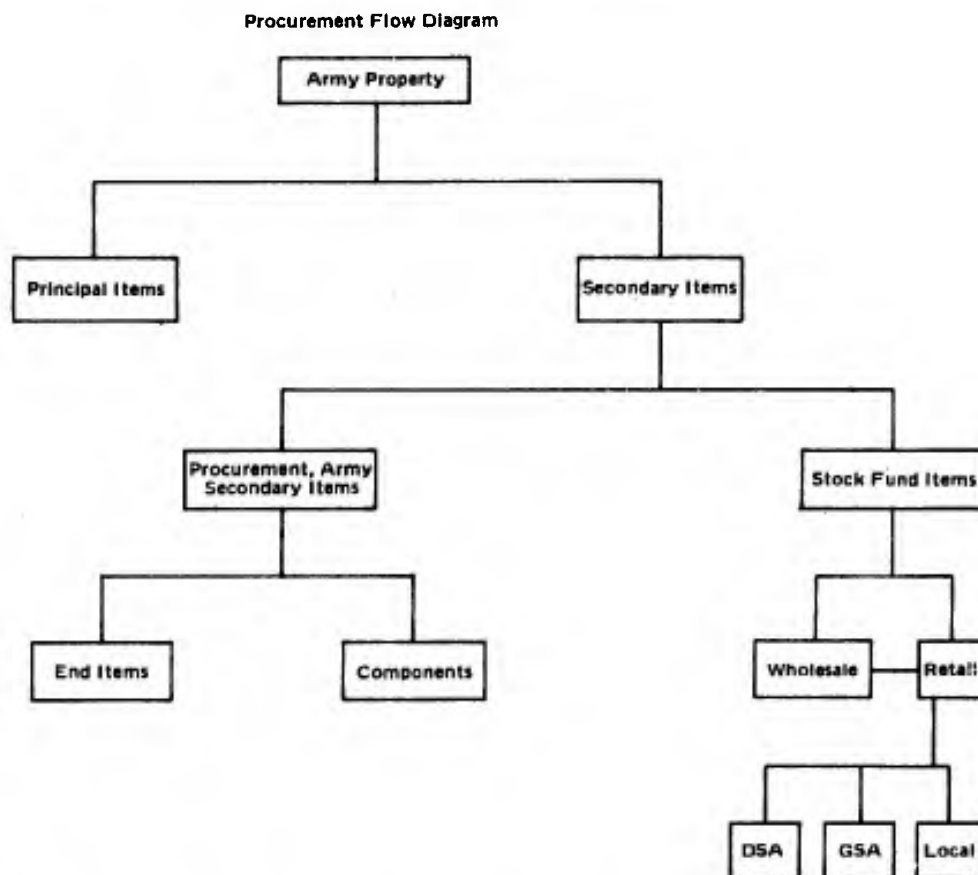 Procurement Flow Diagram
Army Property
Principal Items
Secondary Items
Procurement, Army
Secondary Items
Stock Fund Items
End Items
Components
Wholesale
Retail
DSA
GSA
Local